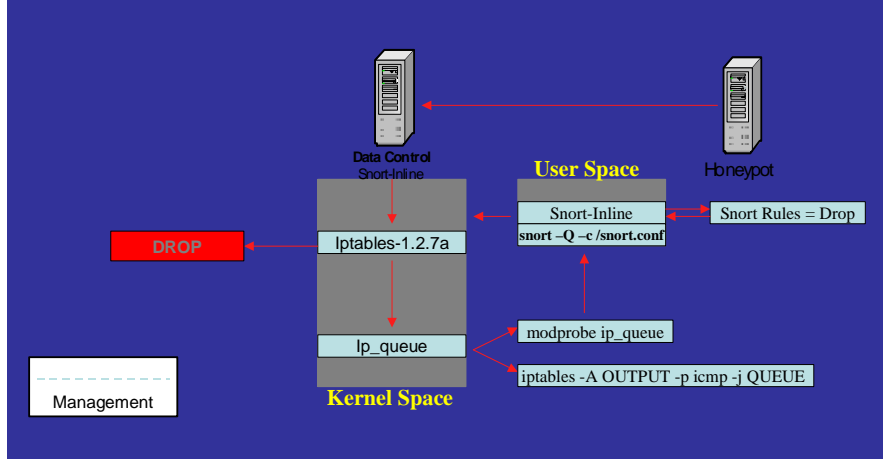 Data Control
Snort-Inline
Honeypot
User Space
Snort-Inline
snort –Q –c /snort.conf
Snort Rules = Drop
DROP
Iptables-1.2.7a
Ip_queue
modprobe ip_queue
iptables -A OUTPUT -p icmp -j QUEUE
Kernel Space
Management